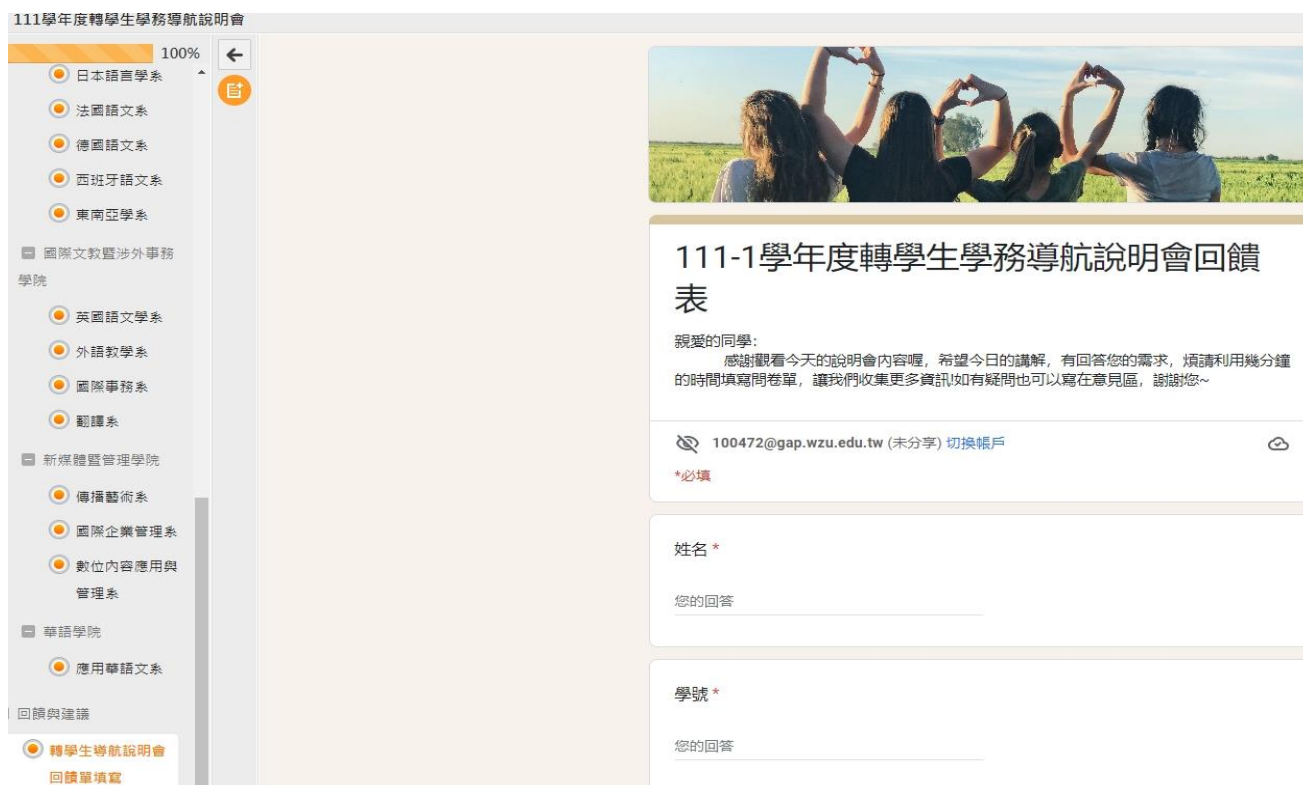 111學年度轉學生學務導航說明會
100%
日本語言學系
法國語文系
德國語文系
西班牙語文系
東南亞學系
國際文教暨涉外事務
學院
英國語文學系
外語教學系
國際事務系
翻譯系
新媒體暨管理學院
傳播藝術系
國際企業管理系
數位內容應用與
管理系
華語學院
應用華語文系
回饋與建議
轉學生導航說明會
回饋單填寫
111-1學年度轉學生學務導航說明會回饋
表
親愛的同學:
感謝觀看今天的說明會內容喔, 希望今日的講解, 有回答您的需求, 煩請利用幾分鐘
的時間填寫問卷單, 讓我們收集更多資訊!如有疑問也可以寫在意見區, 謝謝您~
100472@gap.wzu.edu.tw (未分享) 切換帳戶
*必填
姓名 *
您的回答
學號 *
您的回答